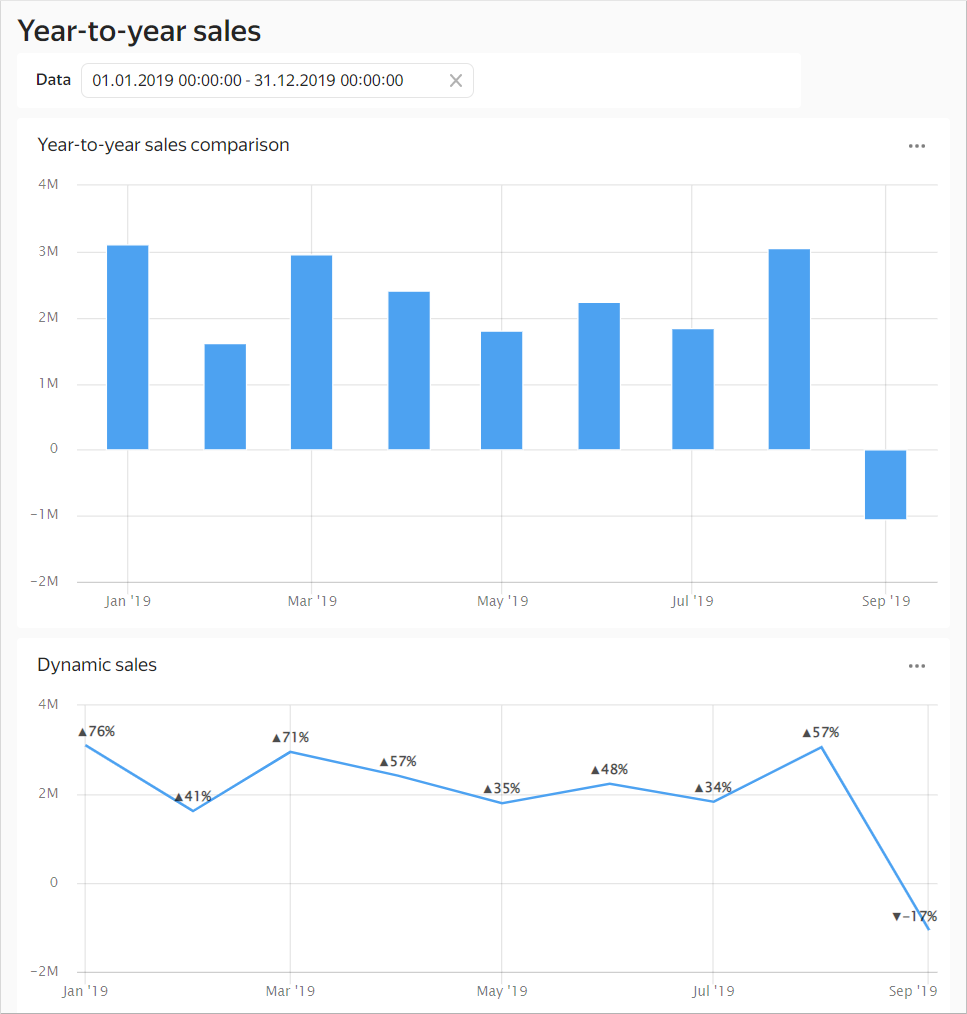 Year-to-year sales
Data 01.01.2019 00:00:00 - 31.12.2019 00:00:00
Year-to-year sales comparison
4M
3M
2M
1M
0
−1M
−2M
Jan '19 Mar '19 May '19 Jul '19 Sep '19
Dynamic sales
4M
▲76%
▲41%
▲71%
▲57%
▲35%
▲48%
▲34%
▲57%
▼−17%
2M
0
−2M
Jan '19 Mar '19 May '19 Jul '19 Sep '19